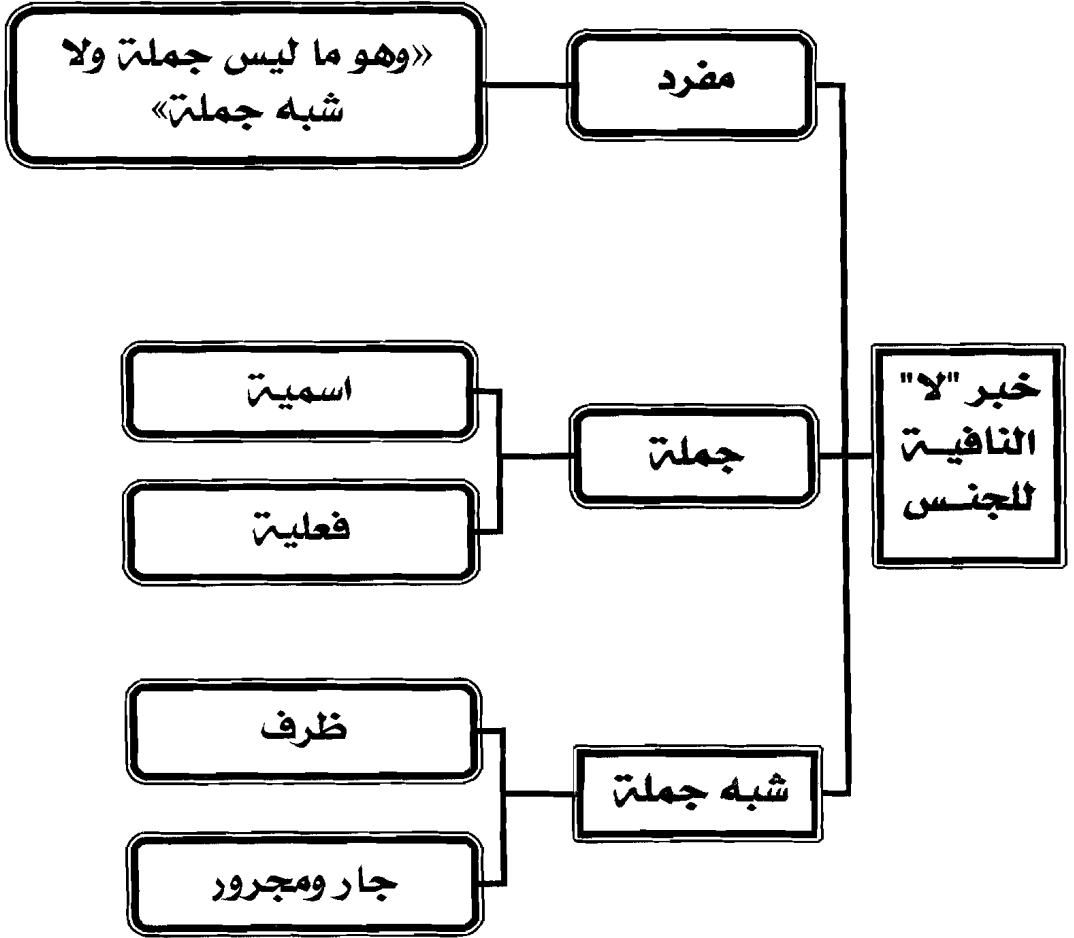 خبر "لا"
النافية
للجنس
مفرد
«وهو ما ليس جملة ولا
شبه جملة»
جملة
اسمية
فعلية
شبه جملة
ظرف
جار ومجرور